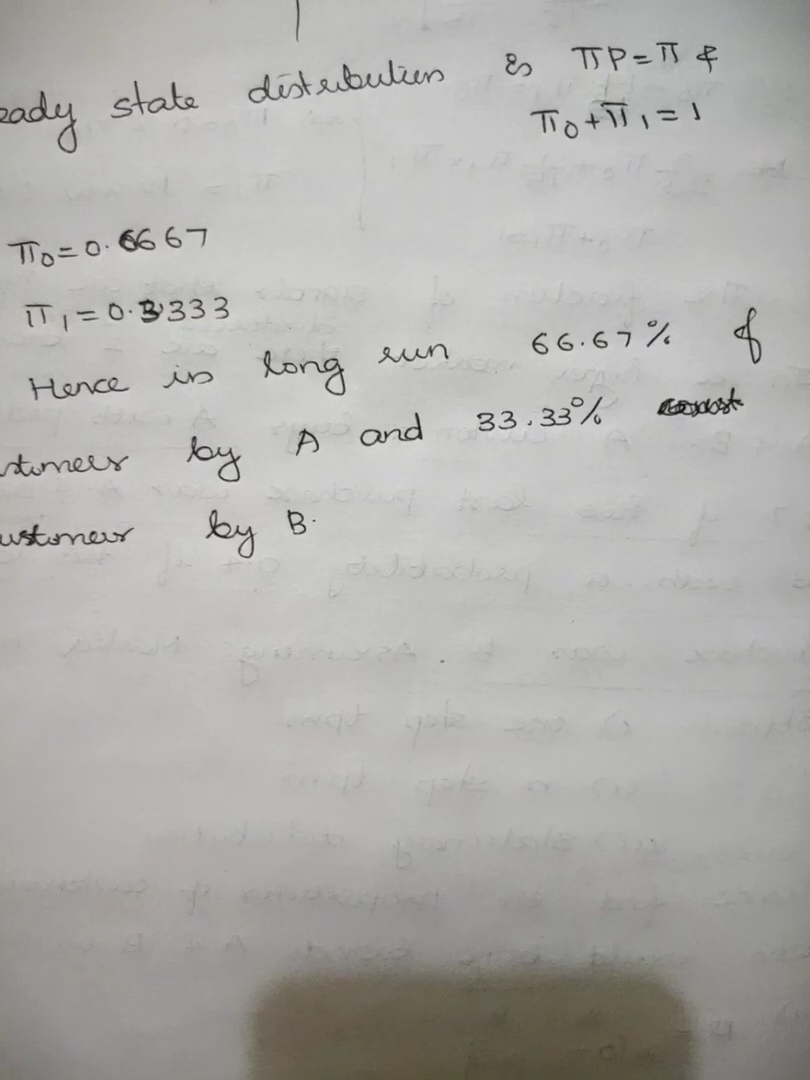 eady state distribution is πP=π &
π₀+π₁=1
π₀=0.6667
π₁=0.3333
Hence in long run 66.67% of
stomers by A and 33.33%
ustomers by B.